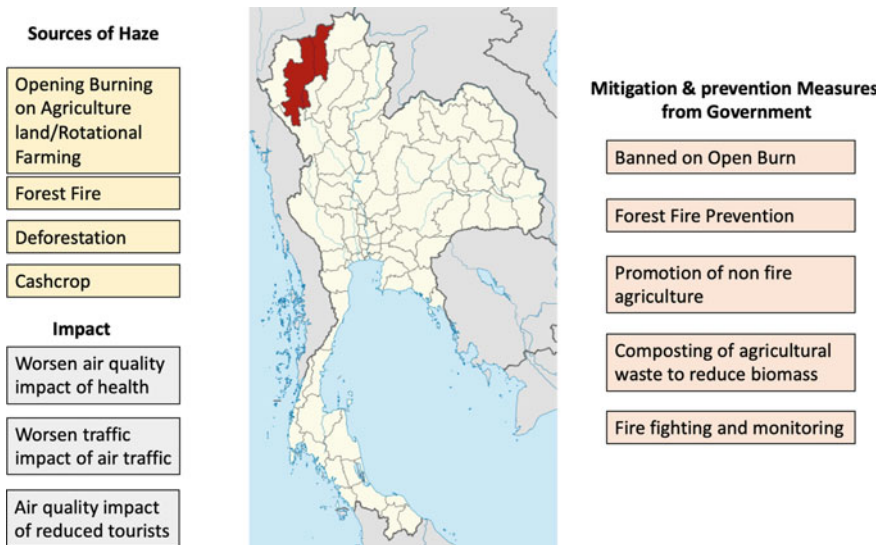 Sources of Haze
Opening Burning
on Agriculture
land/Rotational
Farming
Forest Fire
Deforestation
Cashcrop
Impact
Worsen air quality
impact of health
Worsen traffic
impact of air traffic
Air quality impact
of reduced tourists
Mitigation & prevention Measures
from Government
Banned on Open Burn
Forest Fire Prevention
Promotion of non fire
agriculture
Composting of agricultural
waste to reduce biomass
Fire fighting and monitoring